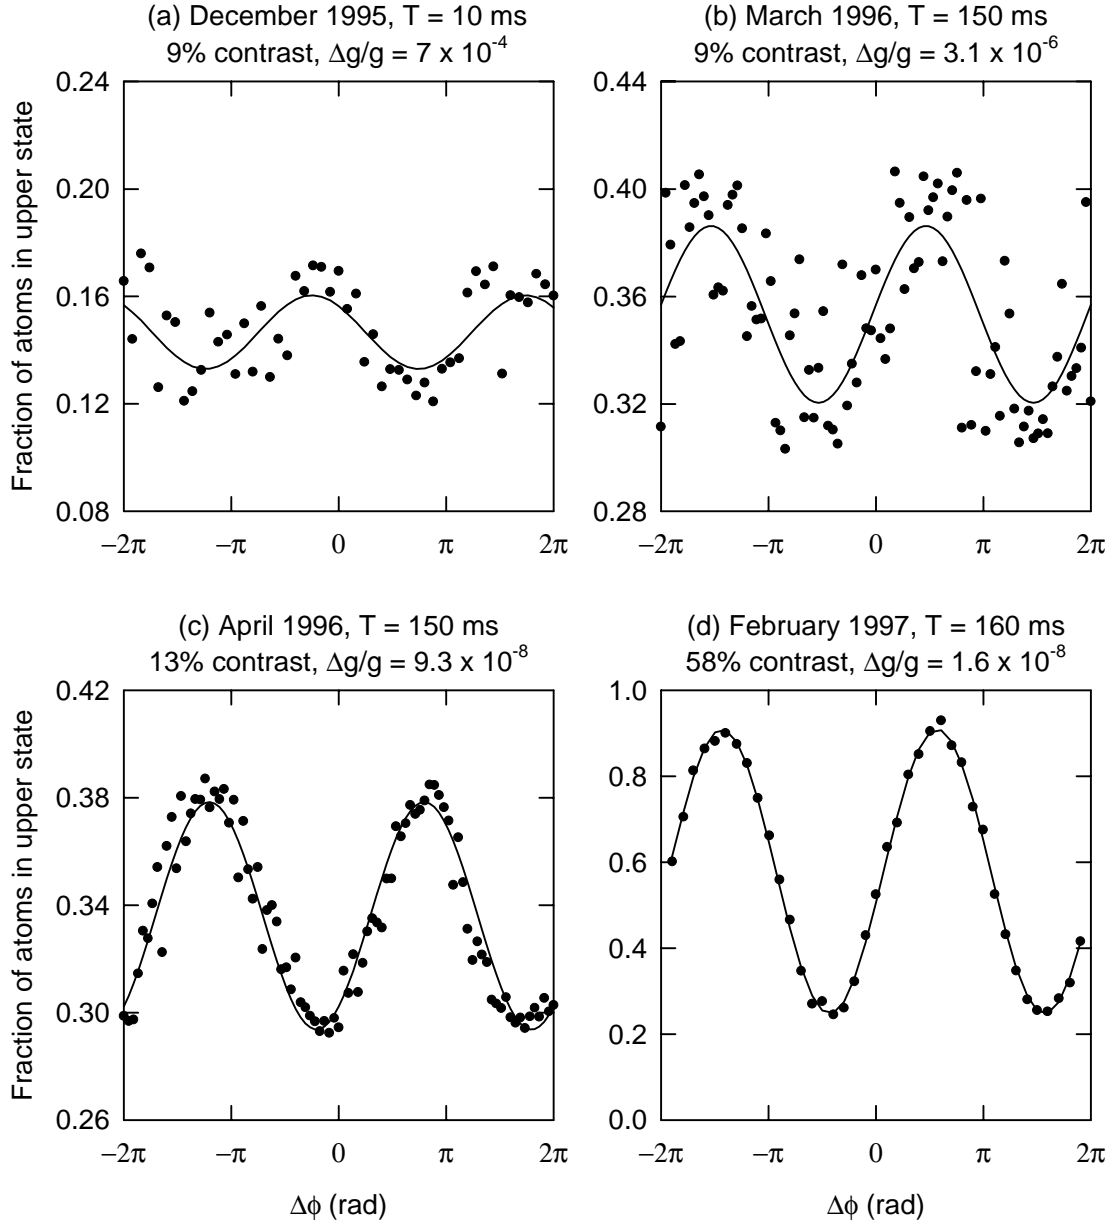 (a) December 1995, T = 10 ms
9% contrast, Δg/g = 7 x 10⁻⁴
0.24
0.20
0.16
0.12
0.08
Fraction of atoms in upper state
−2π −π 0 π 2π
(b) March 1996, T = 150 ms
9% contrast, Δg/g = 3.1 x 10⁻⁶
0.44
0.40
0.36
0.32
0.28
−2π −π 0 π 2π
(c) April 1996, T = 150 ms
13% contrast, Δg/g = 9.3 x 10⁻⁸
0.42
0.38
0.34
0.30
0.26
Fraction of atoms in upper state
−2π −π 0 π 2π
Δϕ (rad)
(d) February 1997, T = 160 ms
58% contrast, Δg/g = 1.6 x 10⁻⁸
1.0
0.8
0.6
0.4
0.2
0.0
−2π −π 0 π 2π
Δϕ (rad)